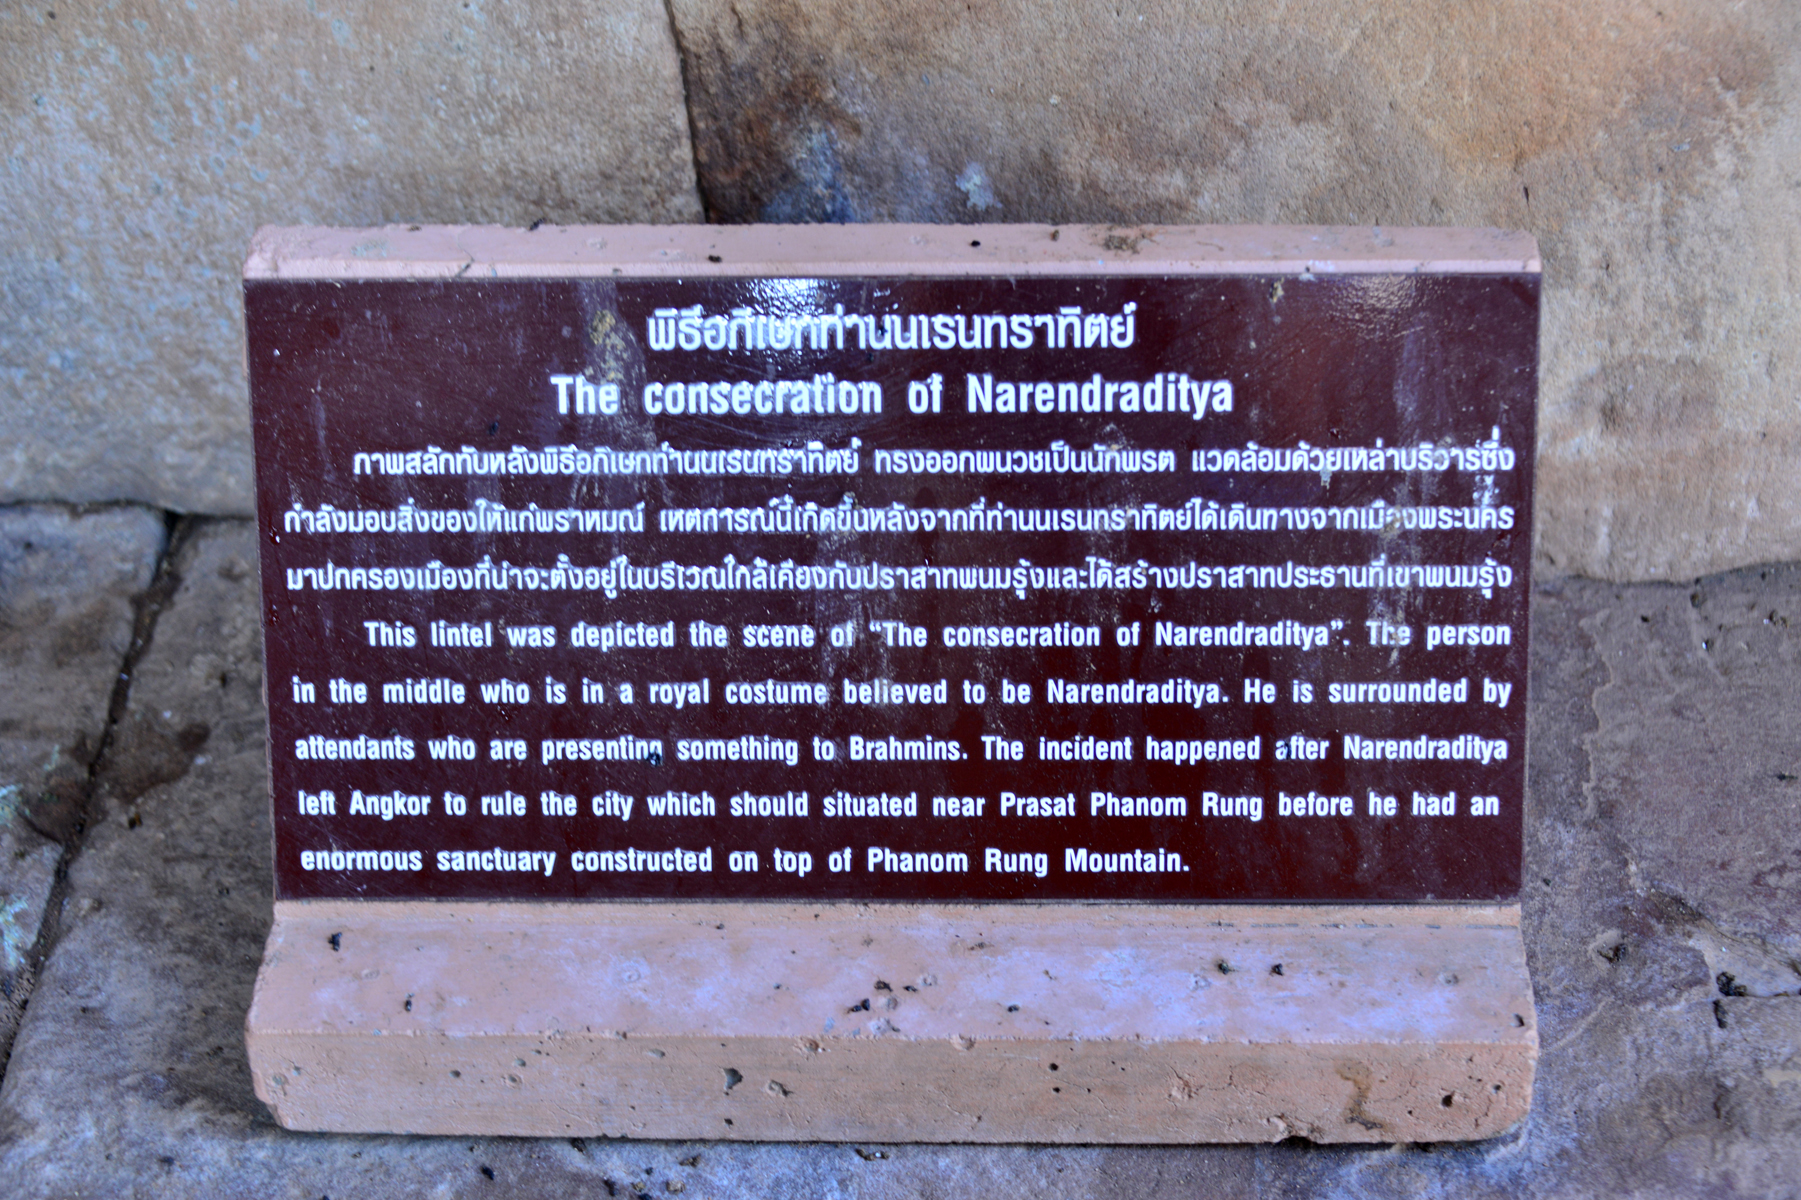 พิธีอภิเษกท่านนเรนทราทิตย์
The consecration of Narendraditya
ภาพสลักทับหลังพิธีอภิเษกท่านนเรนทราทิตย์ ทรงออกผนวชเป็นนักพรต แวดล้อมด้วยเหล่าบริวารซึ่ง
กำลังมอบสิ่งของให้แก่พราหมณ์ เหตุการณ์นี้เกิดขึ้นหลังจากที่ท่านนเรนทราทิตย์ได้เดินทางจากเมืองพระนคร
มาปกครองเมืองที่น่าจะตั้งอยู่ในบริเวณใกล้เคียงกับปราสาทพนมรุ้งและได้สร้างปราสาทประธานที่เขาพนมรุ้ง
This lintel was depicted the scene of “The consecration of Narendraditya”. The person
in the middle who is in a royal costume believed to be Narendraditya. He is surrounded by
attendants who are presenting something to Brahmins. The incident happened after Narendraditya
left Angkor to rule the city which should situated near Prasat Phanom Rung before he had an
enormous sanctuary constructed on top of Phanom Rung Mountain.